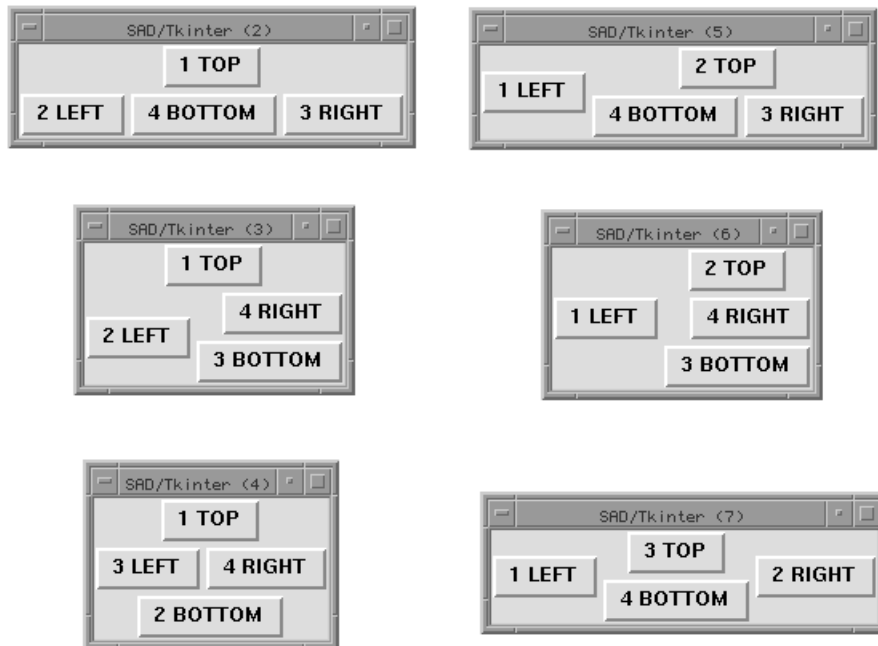 SAD/Tkinter (2)
1 TOP
2 LEFT 4 BOTTOM 3 RIGHT
SAD/Tkinter (5)
2 TOP
1 LEFT
4 BOTTOM 3 RIGHT
SAD/Tkinter (3)
1 TOP
4 RIGHT
2 LEFT
3 BOTTOM
SAD/Tkinter (6)
2 TOP
1 LEFT 4 RIGHT
3 BOTTOM
SAD/Tkinter (4)
1 TOP
3 LEFT 4 RIGHT
2 BOTTOM
SAD/Tkinter (7)
3 TOP
1 LEFT 2 RIGHT
4 BOTTOM